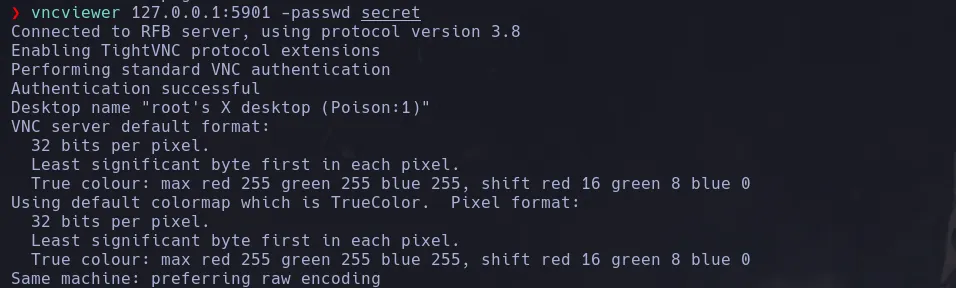 ❯ vncviewer 127.0.0.1:5901 -passwd secret
Connected to RFB server, using protocol version 3.8
Enabling TightVNC protocol extensions
Performing standard VNC authentication
Authentication successful
Desktop name "root's X desktop (Poison:1)"
VNC server default format:
  32 bits per pixel.
  Least significant byte first in each pixel.
  True colour: max red 255 green 255 blue 255, shift red 16 green 8 blue 0
Using default colormap which is TrueColor.  Pixel format:
  32 bits per pixel.
  Least significant byte first in each pixel.
  True colour: max red 255 green 255 blue 255, shift red 16 green 8 blue 0
Same machine: preferring raw encoding